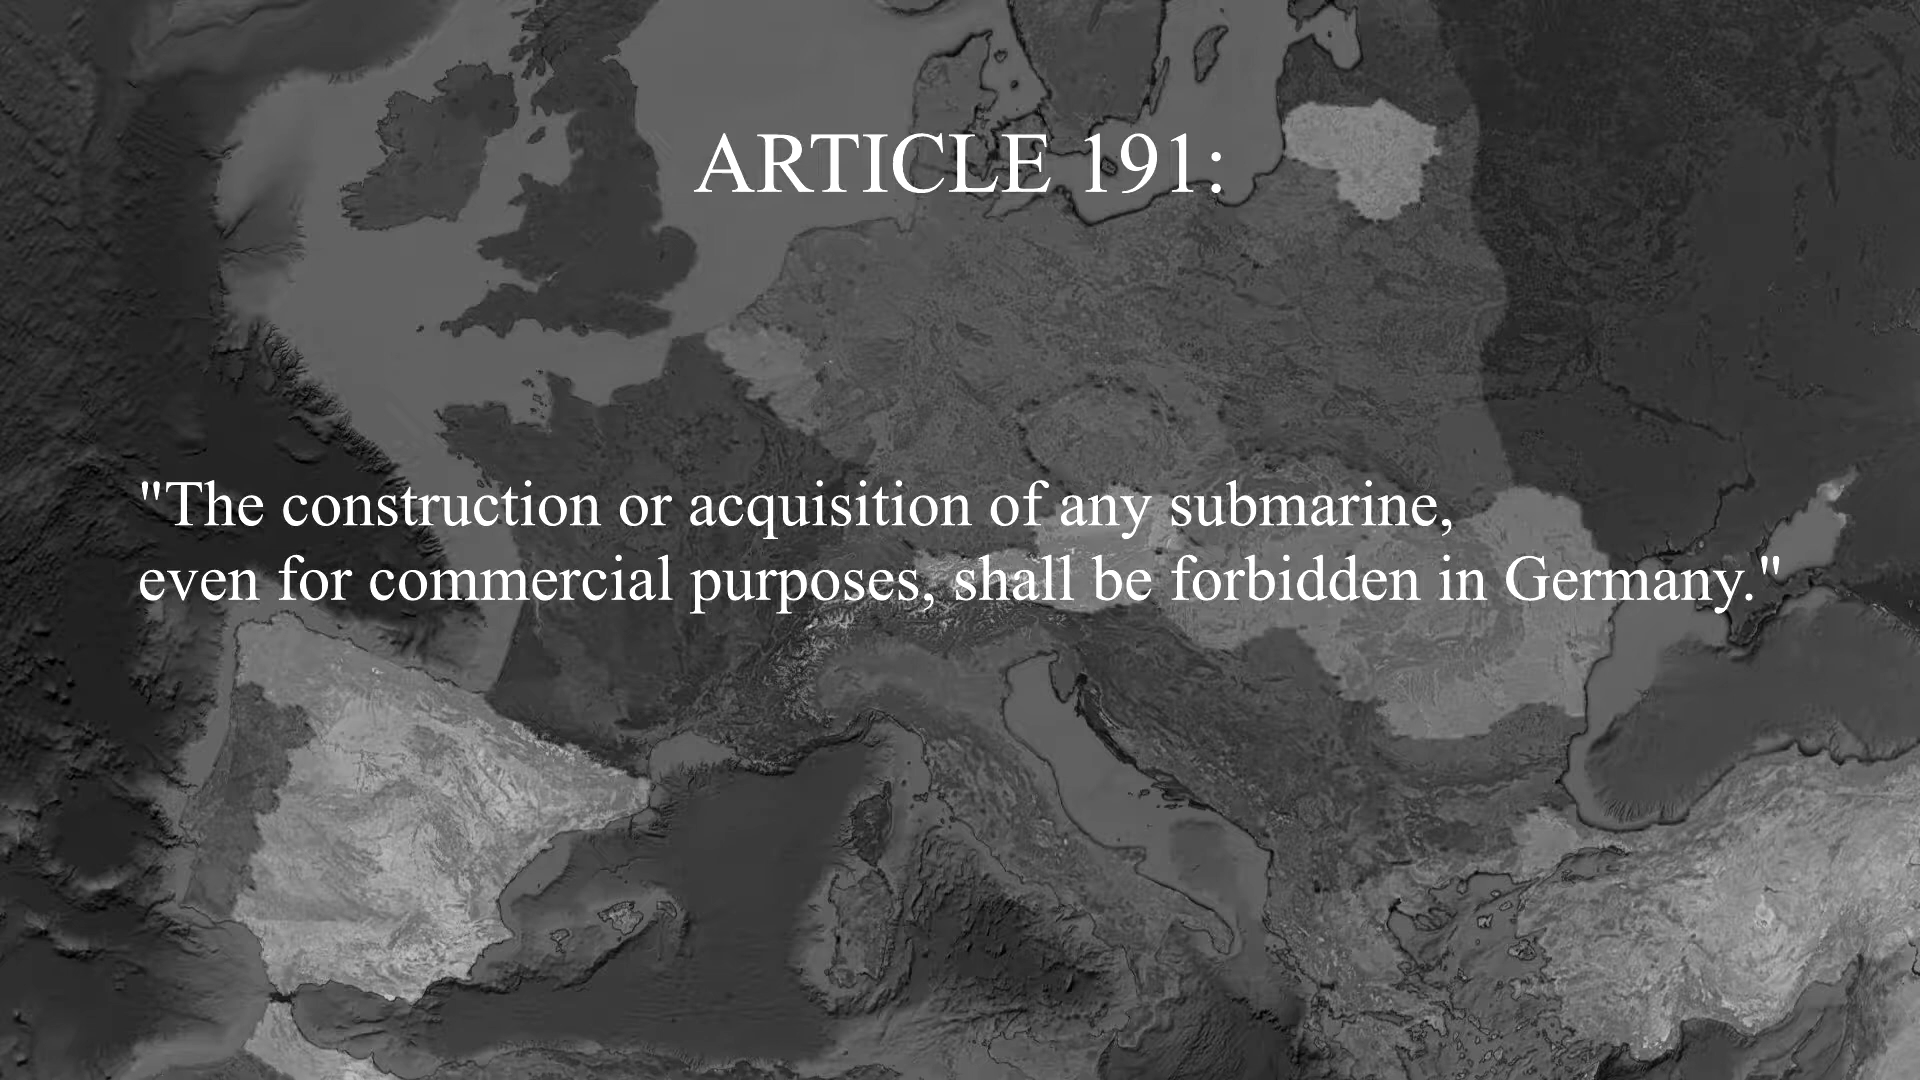 ARTICLE 191:
"The construction or acquisition of any submarine,
even for commercial purposes, shall be forbidden in Germany."